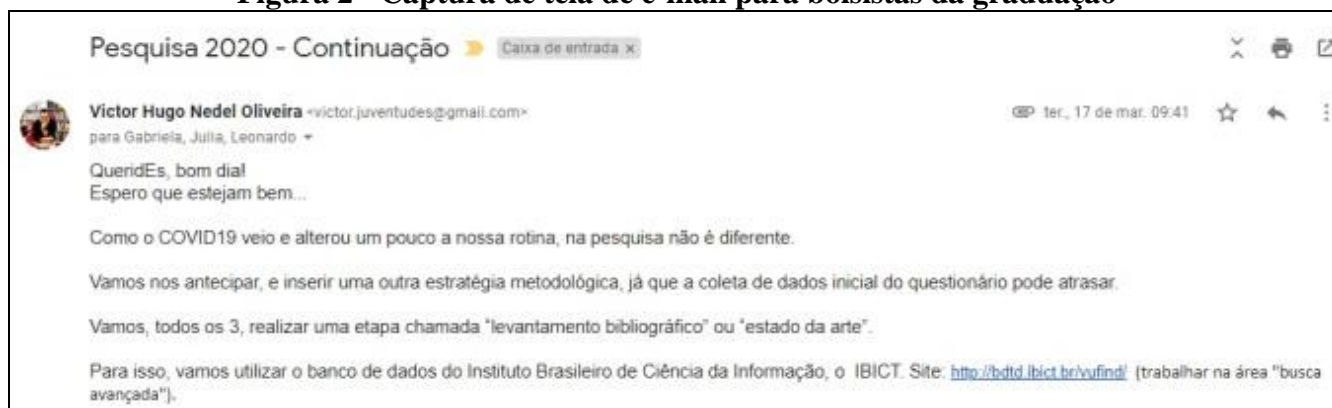 Figura 2 - Captura de tela de e-mail para bolsistas da graduação
Pesquisa 2020 - Continuação Caixa de entrada x
Victor Hugo Nedel Oliveira <victor.juventudes@gmail.com> ter., 17 de mar. 09:41
para Gabriela, Julia, Leonardo
QueridEs, bom dia!
Espero que estejam bem...
Como o COVID19 veio e alterou um pouco a nossa rotina, na pesquisa não é diferente.
Vamos nos antecipar, e inserir uma outra estratégia metodológica, já que a coleta de dados inicial do questionário pode atrasar.
Vamos, todos os 3, realizar uma etapa chamada "levantamento bibliográfico" ou "estado da arte".
Para isso, vamos utilizar o banco de dados do Instituto Brasileiro de Ciência da Informação, o IBICT. Site: http://bdtd.ibict.br/vufind/ (trabalhar na área "busca
avançada").